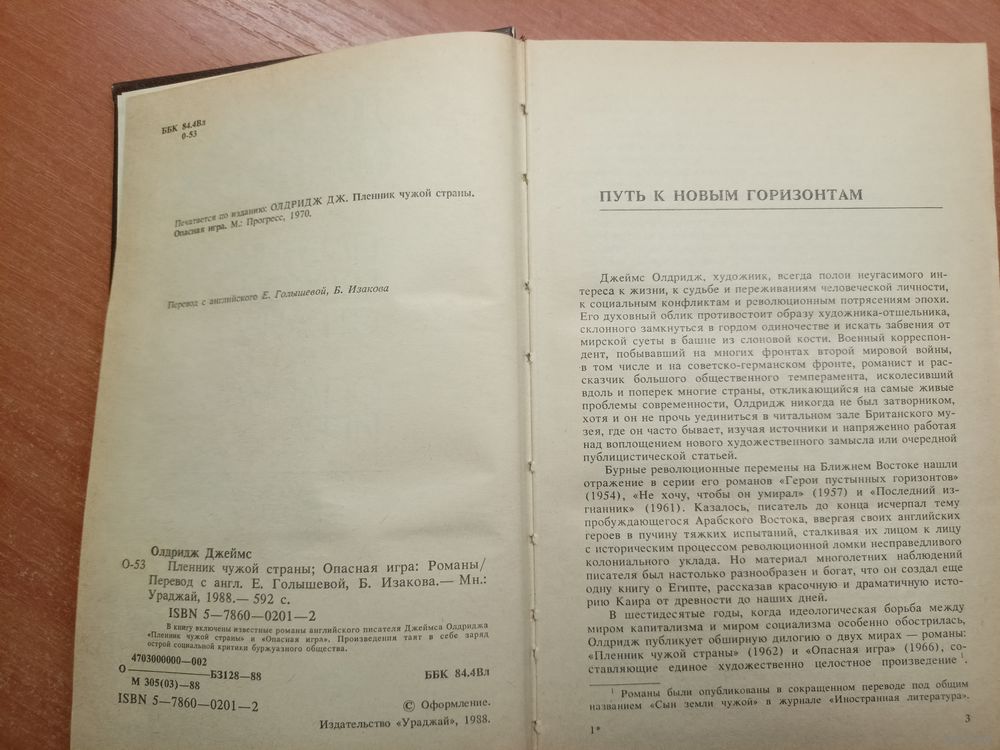 ББК 84.4Вл
О-53
Печатается по изданию: ОЛДРИДЖ ДЖ. Пленник чужой страны.
Опасная игра. М.: Прогресс, 1970.
Перевод с английского Е. Голышевой, Б. Изакова
Олдридж Джеймс
О-53 Пленник чужой страны; Опасная игра: Романы/
Перевод с англ. Е. Голышевой, Б. Изакова.— Мн.:
Ураджай, 1988.— 592 с.
ISBN 5—7860—0201—2
В книгу включены известные романы английского писателя Джеймса Олдриджа
«Пленник чужой страны» и «Опасная игра». Произведения таят в себе заряд
острой социальной критики буржуазного общества.
4703000000—002
О ———— БЗ128—88
М 305(03)—88
ББК 84.4Вл
ISBN 5—7860—0201—2
© Оформление.
Издательство «Ураджай», 1988.
ПУТЬ К НОВЫМ ГОРИЗОНТАМ
Джеймс Олдридж, художник, всегда полон неугасимого ин-
тереса к жизни, к судьбе и переживаниям человеческой личности,
к социальным конфликтам и революционным потрясениям эпохи.
Его духовный облик противостоит образу художника-отшельника,
склонного замкнуться в гордом одиночестве и искать забвения от
мирской суеты в башне из слоновой кости. Военный корреспон-
дент, побывавший на многих фронтах второй мировой войны,
в том числе и на советско-германском фронте, романист и рас-
сказчик большого общественного темперамента, исколесивший
вдоль и поперек многие страны, откликающийся на самые живые
проблемы современности, Олдридж никогда не был затворником,
хотя и он не прочь уединиться в читальном зале Британского му-
зея, где он часто бывает, изучая источники и напряженно работая
над воплощением нового художественного замысла или очередной
публицистической статьей.
Бурные революционные перемены на Ближнем Востоке нашли
отражение в серии его романов «Герои пустынных горизонтов»
(1954), «Не хочу, чтобы он умирал» (1957) и «Последний из-
гнанник» (1961). Казалось, писатель до конца исчерпал тему
пробуждающегося Арабского Востока, ввергая своих английских
героев в пучину тяжких испытаний, сталкивая их лицом к лицу
с историческим процессом революционной ломки несправедливого
колониального уклада. Но материал многолетних наблюдений
писателя был настолько разнообразен и богат, что он создал еще
одну книгу о Египте, рассказав красочную и драматичную исто-
рию Каира от древности до наших дней.
В шестидесятые годы, когда идеологическая борьба между
миром капитализма и миром социализма особенно обострилась,
Олдридж публикует обширную дилогию о двух мирах — романы:
«Пленник чужой страны» (1962) и «Опасная игра» (1966), со-
ставляющие единое художественно целостное произведение ¹.
¹ Романы были опубликованы в сокращенном переводе под общим
названием «Сын земли чужой» в журнале «Иностранная литература».
1*
3